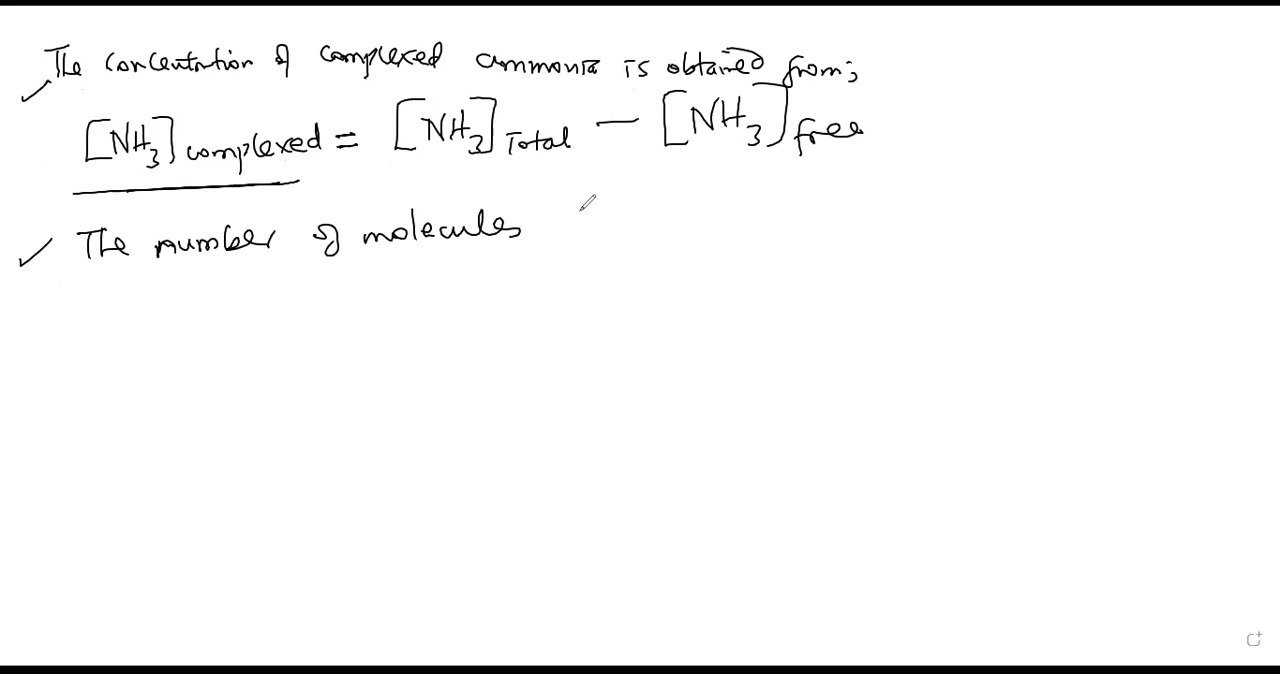 The concentration of complexed ammonia is obtained from;
[NH₃]complexed = [NH₃]Total − [NH₃]free
The number of molecules